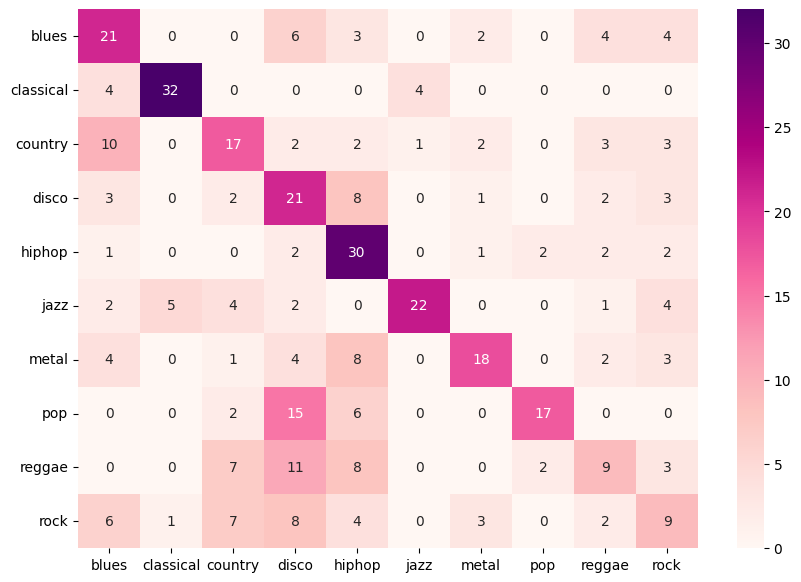 blues 21 0 0 6 3 0 2 0 4 4
classical 4 32 0 0 0 4 0 0 0 0
country 10 0 17 2 2 1 2 0 3 3
disco 3 0 2 21 8 0 1 0 2 3
hiphop 1 0 0 2 30 0 1 2 2 2
jazz 2 5 4 2 0 22 0 0 1 4
metal 4 0 1 4 8 0 18 0 2 3
pop 0 0 2 15 6 0 0 17 0 0
reggae 0 0 7 11 8 0 0 2 9 3
rock 6 1 7 8 4 0 3 0 2 9
blues classical country disco hiphop jazz metal pop reggae rock
30
25
20
15
10
5
0